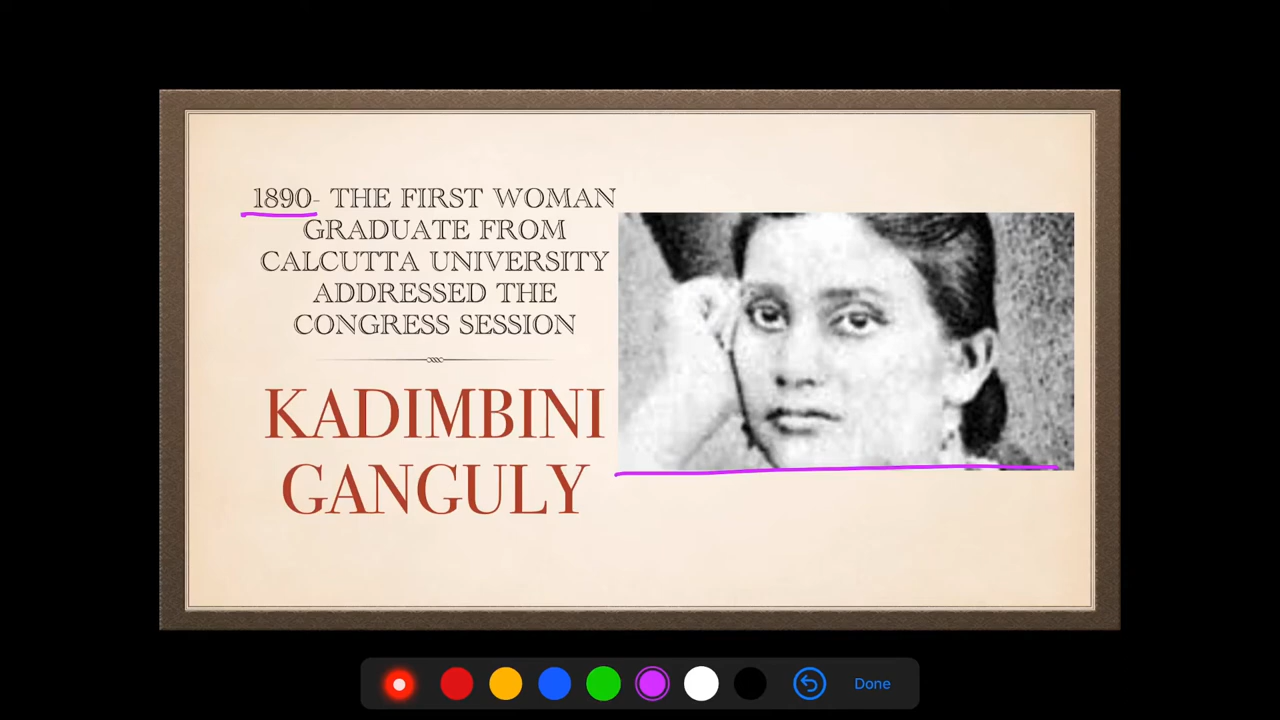 1890- THE FIRST WOMAN
GRADUATE FROM
CALCUTTA UNIVERSITY
ADDRESSED THE
CONGRESS SESSION
KADIMBINI
GANGULY
Done